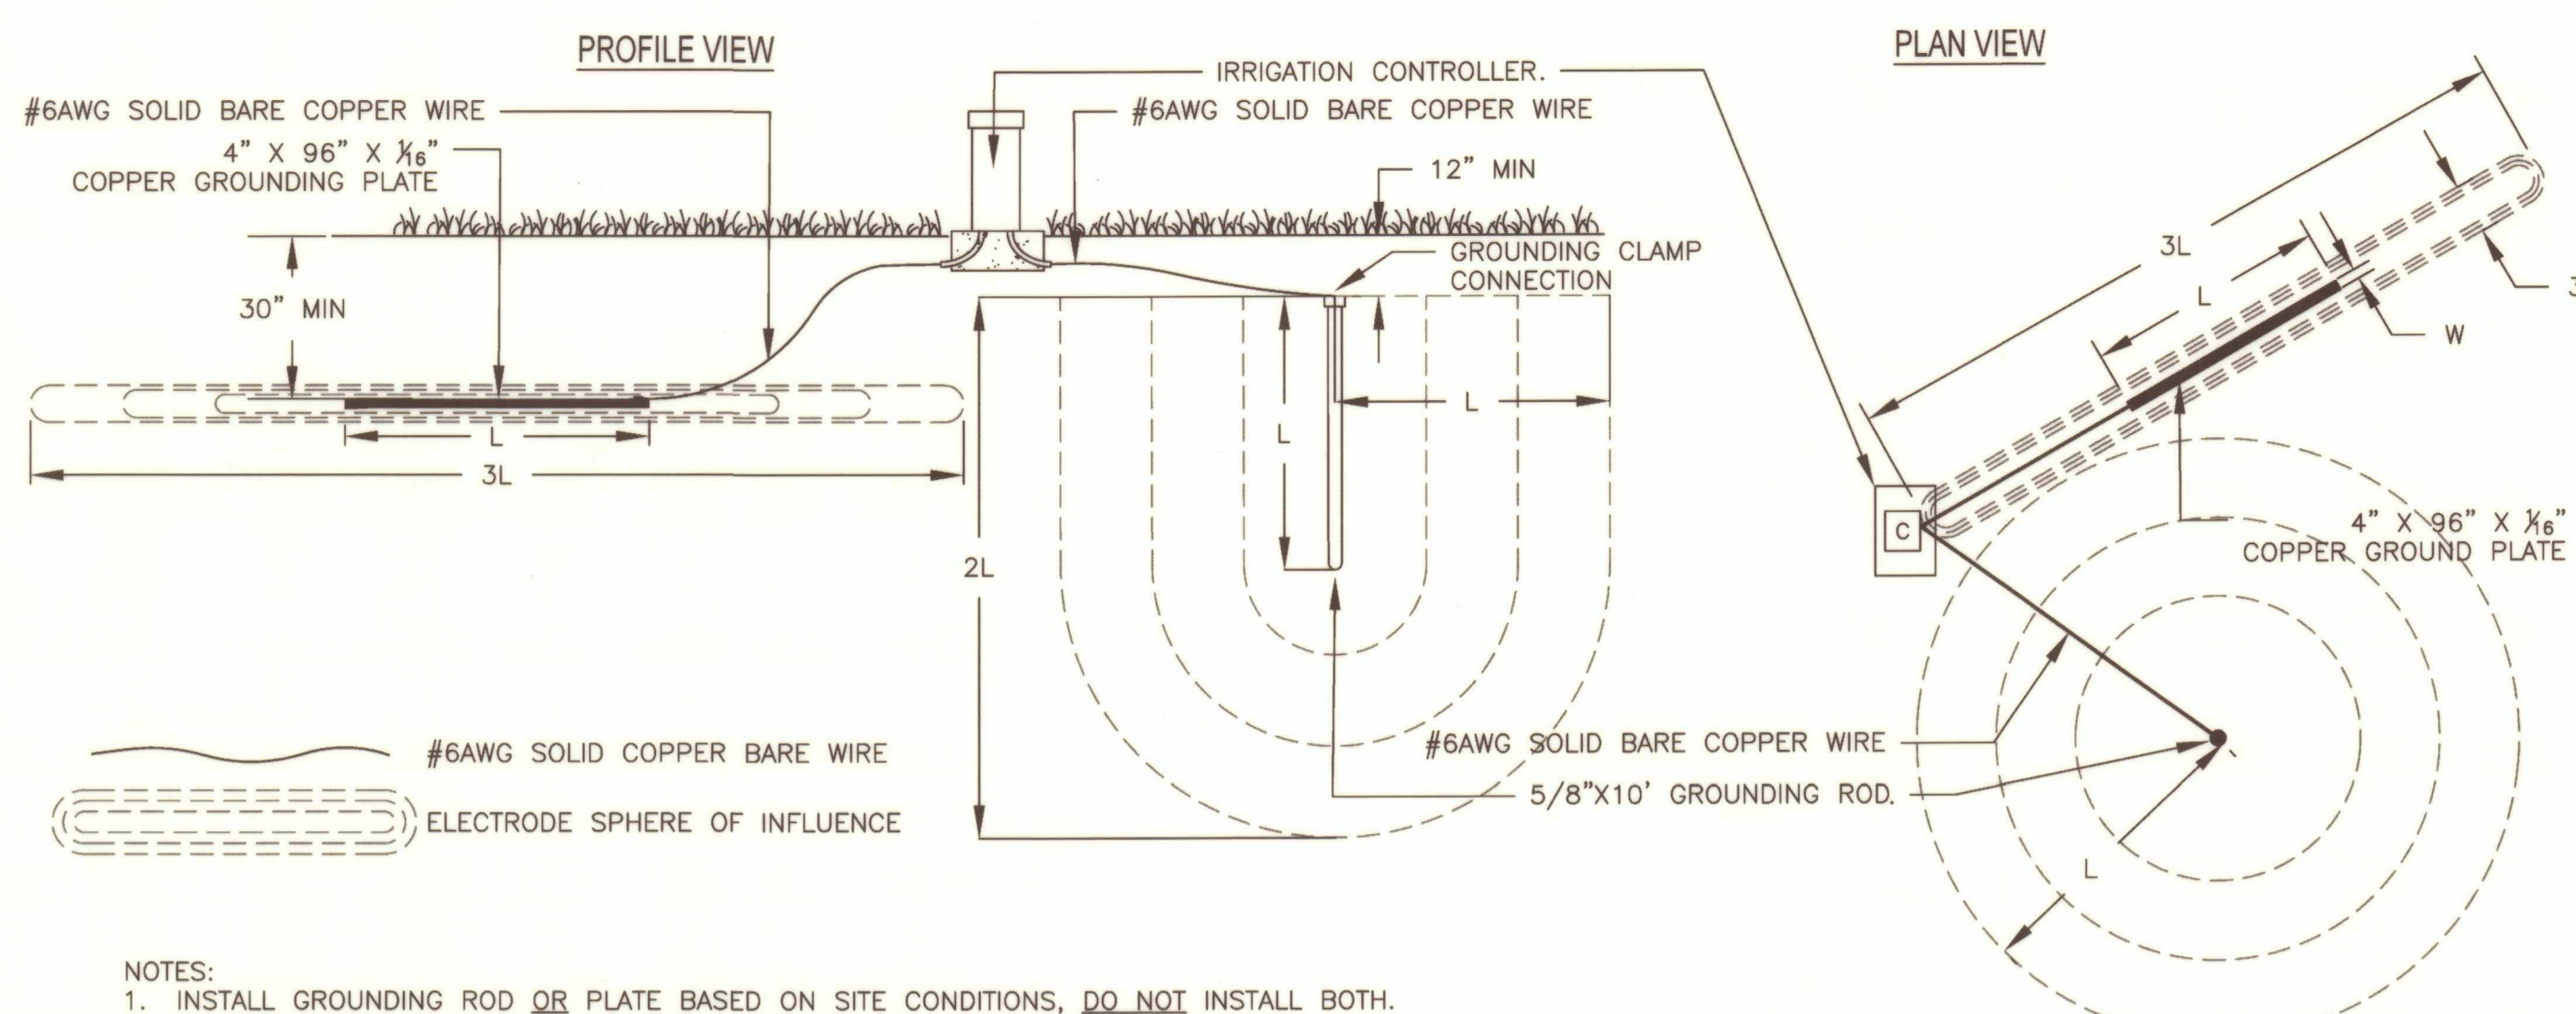 PROFILE VIEW
PLAN VIEW
IRRIGATION CONTROLLER.
#6AWG SOLID BARE COPPER WIRE
#6AWG SOLID BARE COPPER WIRE
4” X 96” X 1/16”
COPPER GROUNDING PLATE
12” MIN
GROUNDING CLAMP
CONNECTION
30” MIN
L
3L
L
L
2L
3L
L
3
W
C
4” X 96” X 1/16”
COPPER GROUND PLATE
#6AWG SOLID BARE COPPER WIRE
5/8”X10’ GROUNDING ROD.
L
#6AWG SOLID COPPER BARE WIRE
ELECTRODE SPHERE OF INFLUENCE
NOTES:
1. INSTALL GROUNDING ROD OR PLATE BASED ON SITE CONDITIONS, DO NOT INSTALL BOTH.